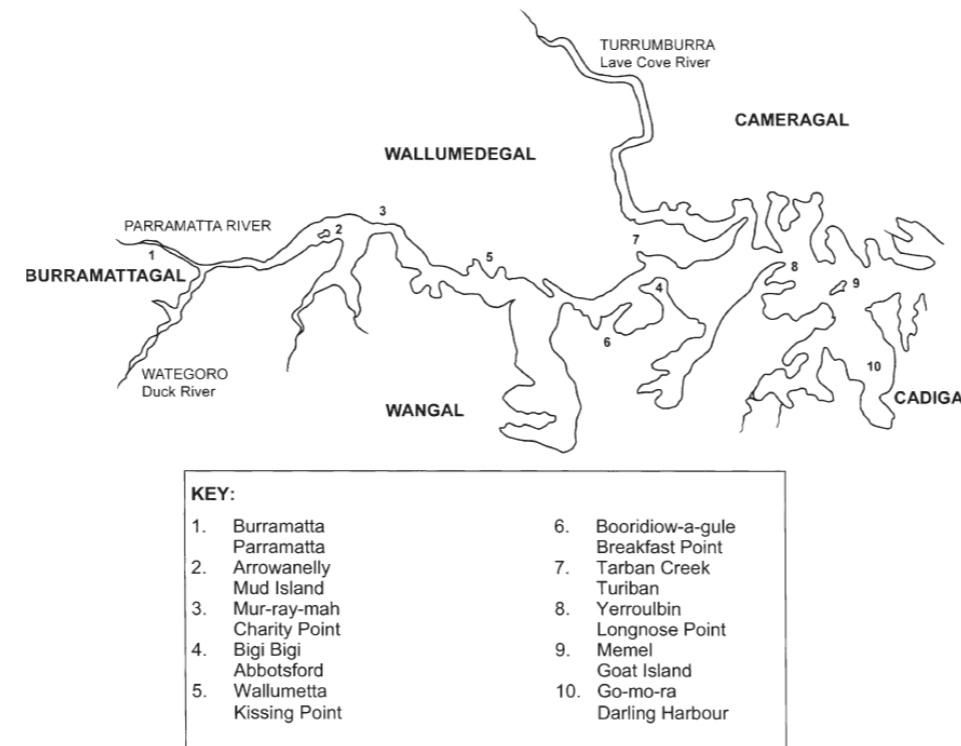 TURRUMBURRA
Lave Cove River
CAMERAGAL
WALLUMEDEGAL
PARRAMATTA RIVER
3
2
1
7
5
BURRAMATTAGAL
8
4
9
6
WATEGORO
Duck River
10
WANGAL
CADIGA
KEY:
1. Burramatta
Parramatta
2. Arrowanelly
Mud Island
3. Mur-ray-mah
Charity Point
4. Bigi Bigi
Abbotsford
5. Wallumetta
Kissing Point
6. Booridiow-a-gule
Breakfast Point
7. Tarban Creek
Turiban
8. Yerroulbin
Longnose Point
9. Memel
Goat Island
10. Go-mo-ra
Darling Harbour